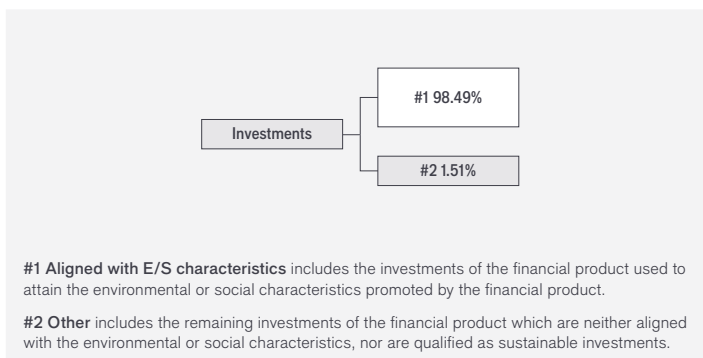 #1 98.49%
Investments
#2 1.51%
#1 Aligned with E/S characteristics includes the investments of the financial product used to
attain the environmental or social characteristics promoted by the financial product.
#2 Other includes the remaining investments of the financial product which are neither aligned
with the environmental or social characteristics, nor are qualified as sustainable investments.